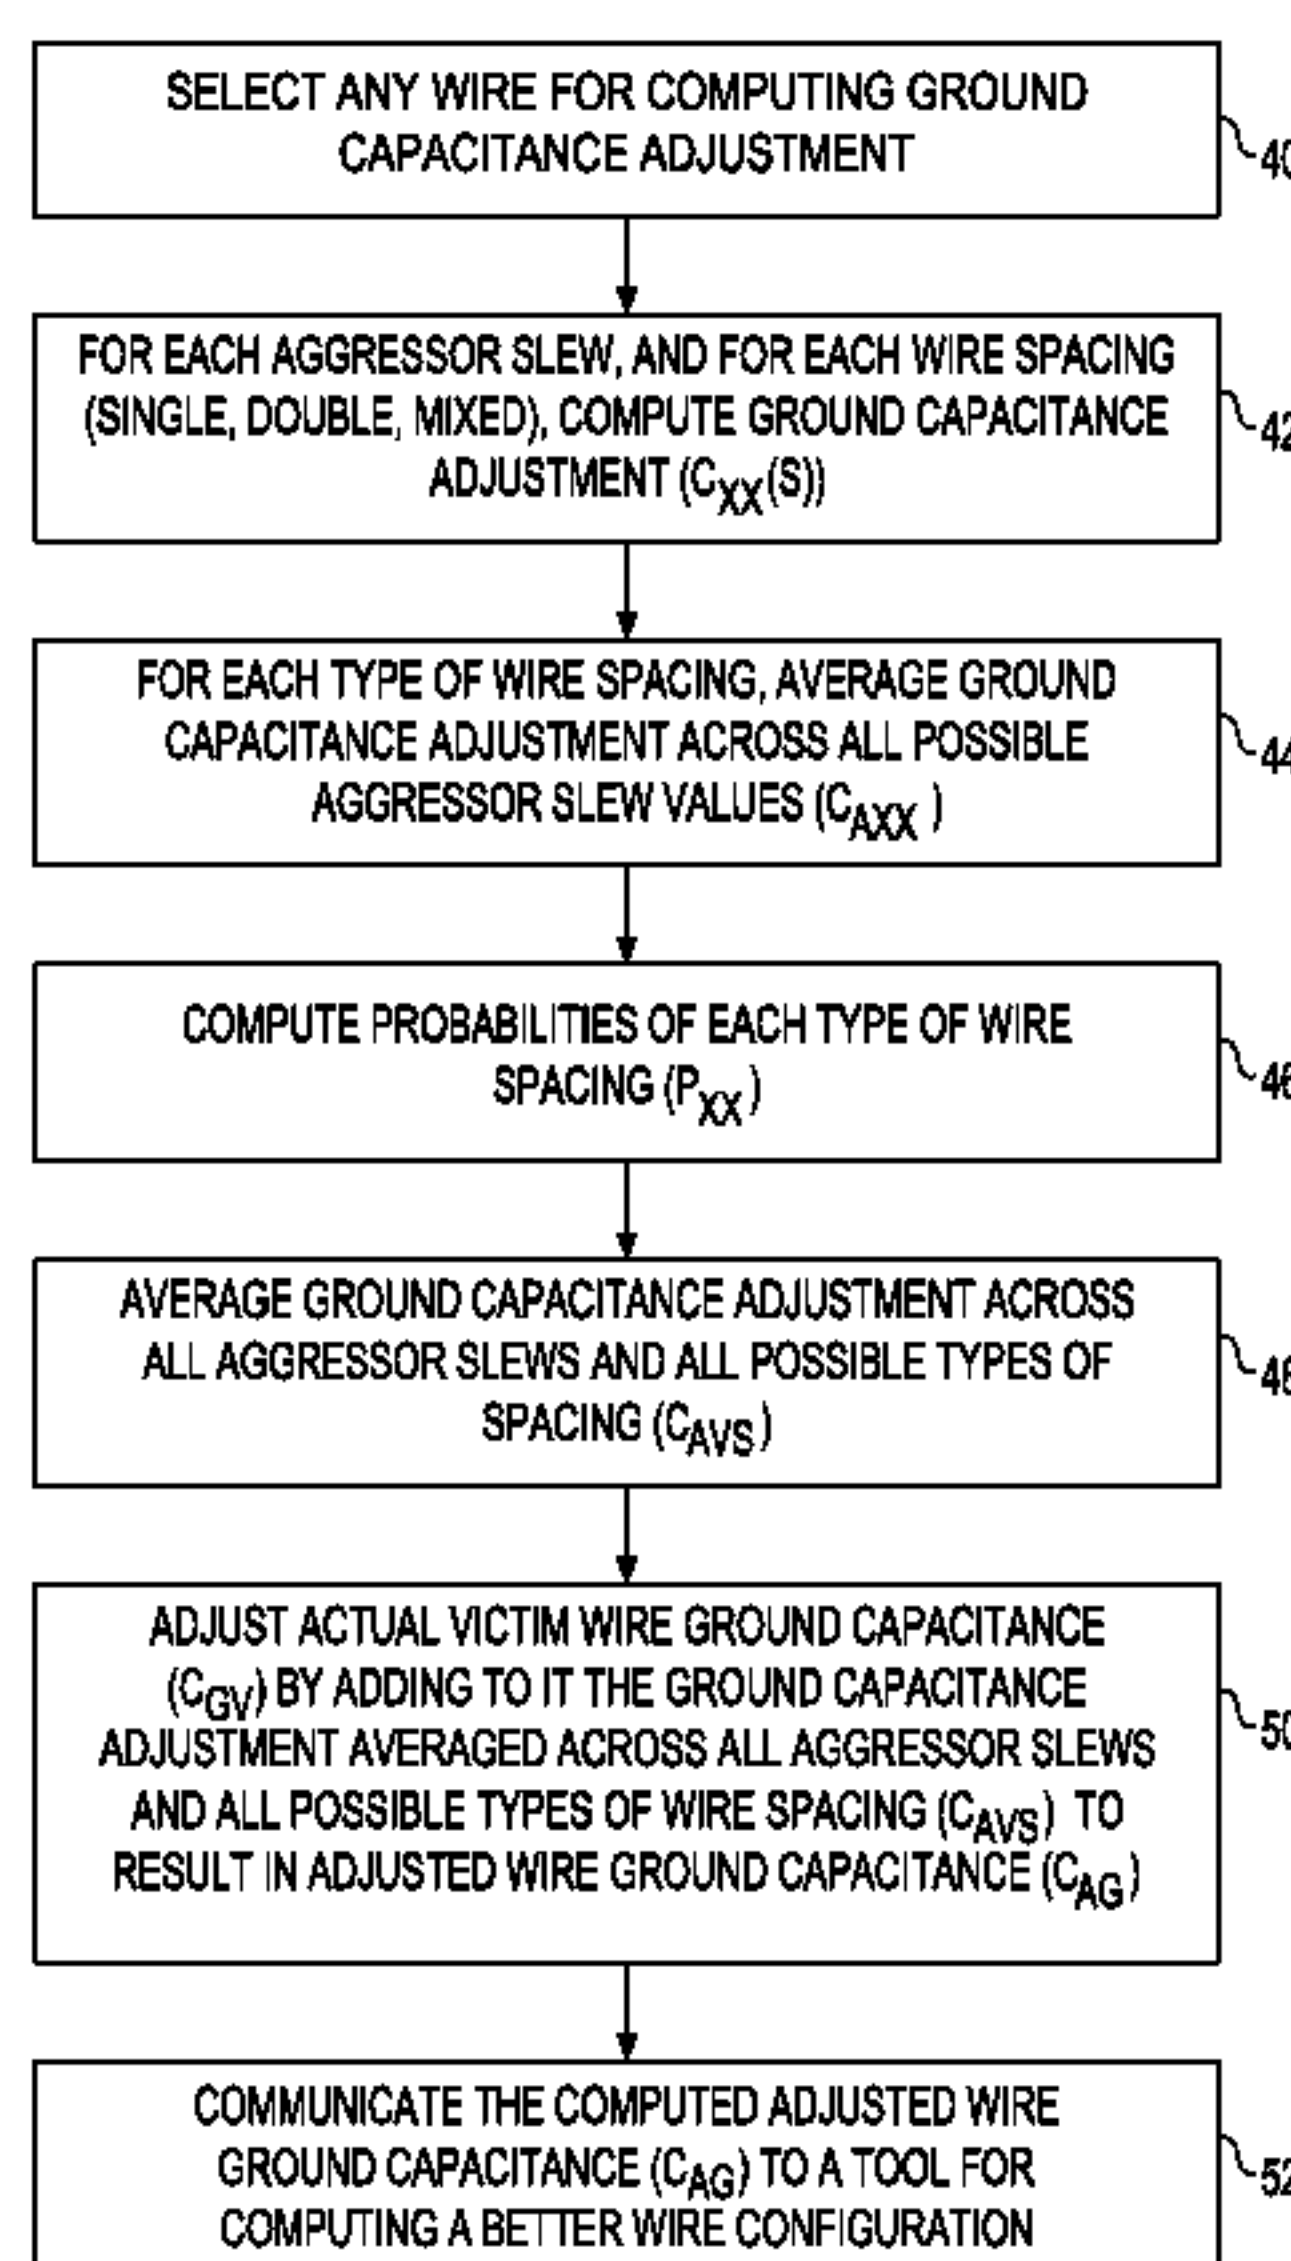 SELECT ANY WIRE FOR COMPUTING GROUND
CAPACITANCE ADJUSTMENT
40
FOR EACH AGGRESSOR SLEW, AND FOR EACH WIRE SPACING
(SINGLE, DOUBLE, MIXED), COMPUTE GROUND CAPACITANCE
ADJUSTMENT (CXX(S))
42
FOR EACH TYPE OF WIRE SPACING, AVERAGE GROUND
CAPACITANCE ADJUSTMENT ACROSS ALL POSSIBLE
AGGRESSOR SLEW VALUES (CAXX )
44
COMPUTE PROBABILITIES OF EACH TYPE OF WIRE
SPACING (PXX )
46
AVERAGE GROUND CAPACITANCE ADJUSTMENT ACROSS
ALL AGGRESSOR SLEWS AND ALL POSSIBLE TYPES OF
SPACING (CAVS )
ADJUST ACTUAL VICTIM WIRE GROUND CAPACITANCE
(CGV) BY ADDING TO IT THE GROUND CAPACITANCE
ADJUSTMENT AVERAGED ACROSS ALL AGGRESSOR SLEWS
AND ALL POSSIBLE TYPES OF WIRE SPACING (CAVS) TO
RESULT IN ADJUSTED WIRE GROUND CAPACITANCE (CAG )
50
COMMUNICATE THE COMPUTED ADJUSTED WIRE
GROUND CAPACITANCE (CAG) TO A TOOL FOR
COMPUTING A BETTER WIRE CONFIGURATION
52